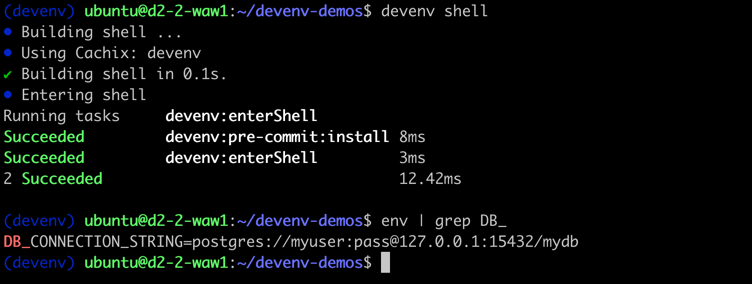 (devenv) ubuntu@d2-2-waw1:~/devenv-demos$ devenv shell
• Building shell ...
• Using Cachix: devenv
✔ Building shell in 0.1s.
• Entering shell
Running tasks     devenv:enterShell
Succeeded         devenv:pre-commit:install 8ms
Succeeded         devenv:enterShell         3ms
2 Succeeded                                 12.42ms
(devenv) ubuntu@d2-2-waw1:~/devenv-demos$ env | grep DB_
DB_CONNECTION_STRING=postgres://myuser:pass@127.0.0.1:15432/mydb
(devenv) ubuntu@d2-2-waw1:~/devenv-demos$